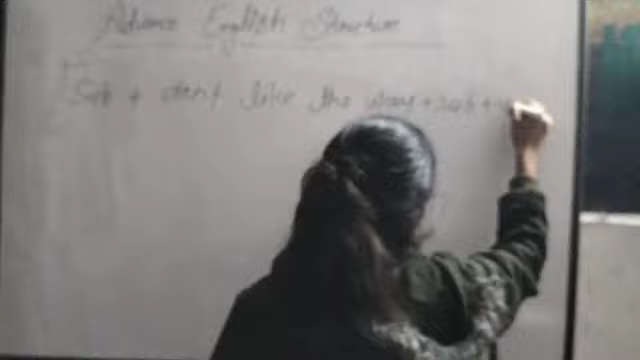 Advance English Structure
Sub + don't like the way + sub +